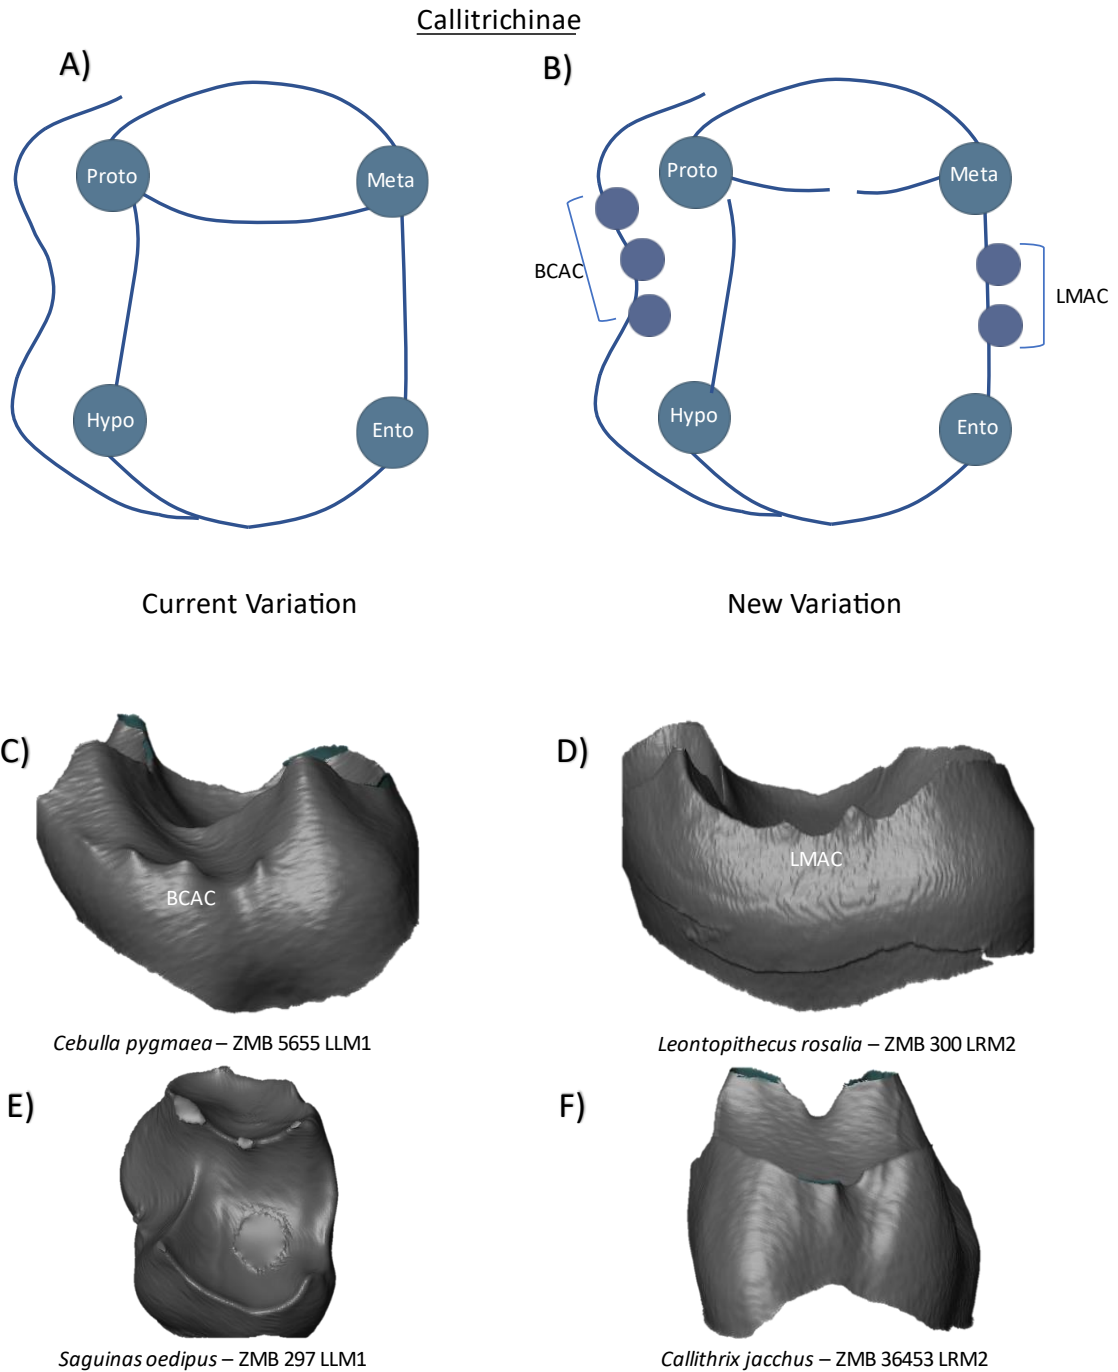 Callitrichinae
A)
B)
Proto
Meta
Hypo
Ento
Proto
Meta
BCAC
LMAC
Hypo
Ento
Current Variation
New Variation
C)
D)
BCAC
LMAC
Cebulla pygmaea – ZMB 5655 LLM1
Leontopithecus rosalia – ZMB 300 LRM2
E)
F)
Saguinas oedipus – ZMB 297 LLM1
Callithrix jacchus – ZMB 36453 LRM2